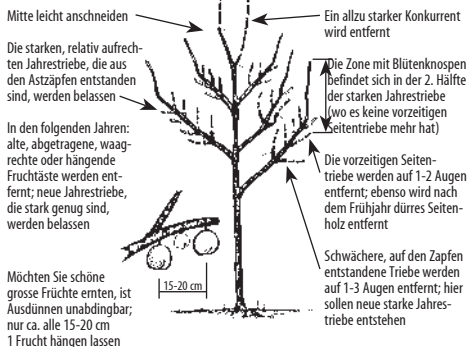 Mitte leicht anschneiden
Die starken, relativ aufrech-
ten Jahrestriebe, die aus
den Astzäpfen entstanden
sind, werden belassen
In den folgenden Jahren:
alte, abgetragene, waag-
rechte oder hängende
Fruchtäste werden ent-
fernt; neue Jahrestriebe,
die stark genug sind,
werden belassen
Möchten Sie schöne
grosse Früchte ernten, ist
Ausdünnen unabdingbar;
nur ca. alle 15-20 cm
1 Frucht hängen lassen
15-20 cm
Ein allzu starker Konkurrent
wird entfernt
Die Zone mit Blütenknospen
befindet sich in der 2. Hälfte
der starken Jahrestriebe
(wo es keine vorzeitigen
Seitentriebe mehr hat)
Die vorzeitigen Seiten-
triebe werden auf 1-2 Augen
entfernt; ebenso wird nach
dem Frühjahr dürres Seiten-
holz entfernt
Schwächere, auf den Zapfen
entstandene Triebe werden
auf 1-3 Augen entfernt; hier
sollen neue starke Jahres-
triebe entstehen